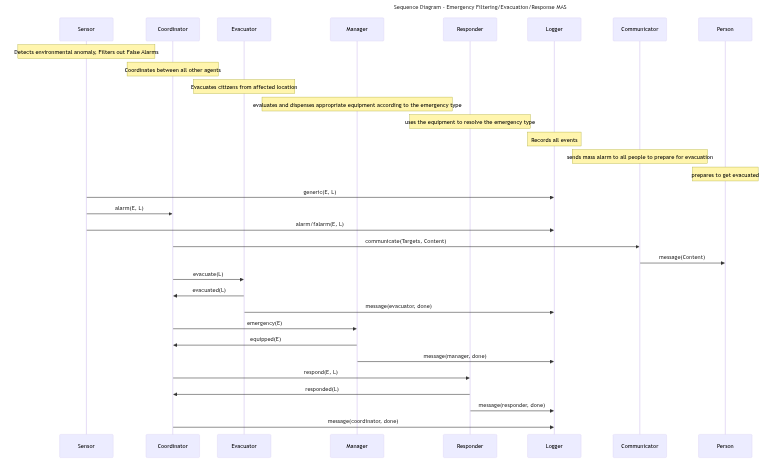 Sequence Diagram - Emergency Filtering/Evacuation/Response MAS
Sensor Coordinator Evacuator Manager Responder Logger Communicator Person
Detects environmental anomaly, Filters out False Alarms
Coordinates between all other agents
Evacuates citizens from affected location
evaluates and dispenses appropriate equipment according to the emergency type
uses the equipment to resolve the emergency type
Records all events
sends mass alarm to all people to prepare for evacuation
prepares to get evacuated
generic(E, L)
alarm(E, L)
alarm/falarm(E, L)
communicate(Targets, Content)
message(Content)
evacuate(L)
evacuated(L)
message(evacuator, done)
emergency(E)
equipped(E)
message(manager, done)
respond(E, L)
responded(L)
message(responder, done)
message(coordinator, done)
Sensor Coordinator Evacuator Manager Responder Logger Communicator Person